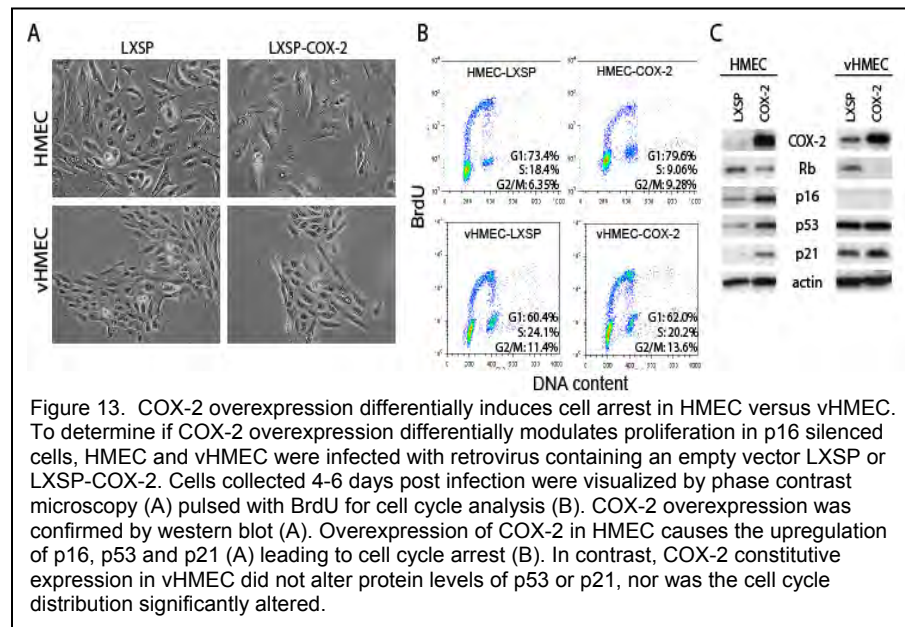 A
LXSP
LXSP-COX-2
HMEC
vHMEC
B
HMEC-LXSP
G1:73.4%
S:18.4%
G2/M:6.35%
HMEC-COX-2
G1:79.6%
S:9.06%
G2/M:9.28%
vHMEC-LXSP
G1:60.4%
S:24.1%
G2/M:11.4%
vHMEC-COX-2
G1:62.0%
S:20.2%
G2/M:13.6%
BrdU
DNA content
C
HMEC
vHMEC
LXSP
COX-2
LXSP
COX-2
COX-2
Rb
p16
p53
p21
actin
Figure 13. COX-2 overexpression differentially induces cell arrest in HMEC versus vHMEC.
To determine if COX-2 overexpression differentially modulates proliferation in p16 silenced
cells, HMEC and vHMEC were infected with retrovirus containing an empty vector LXSP or
LXSP-COX-2. Cells collected 4-6 days post infection were visualized by phase contrast
microscopy (A) pulsed with BrdU for cell cycle analysis (B). COX-2 overexpression was
confirmed by western blot (A). Overexpression of COX-2 in HMEC causes the upregulation
of p16, p53 and p21 (A) leading to cell cycle arrest (B). In contrast, COX-2 constitutive
expression in vHMEC did not alter protein levels of p53 or p21, nor was the cell cycle
distribution significantly altered.